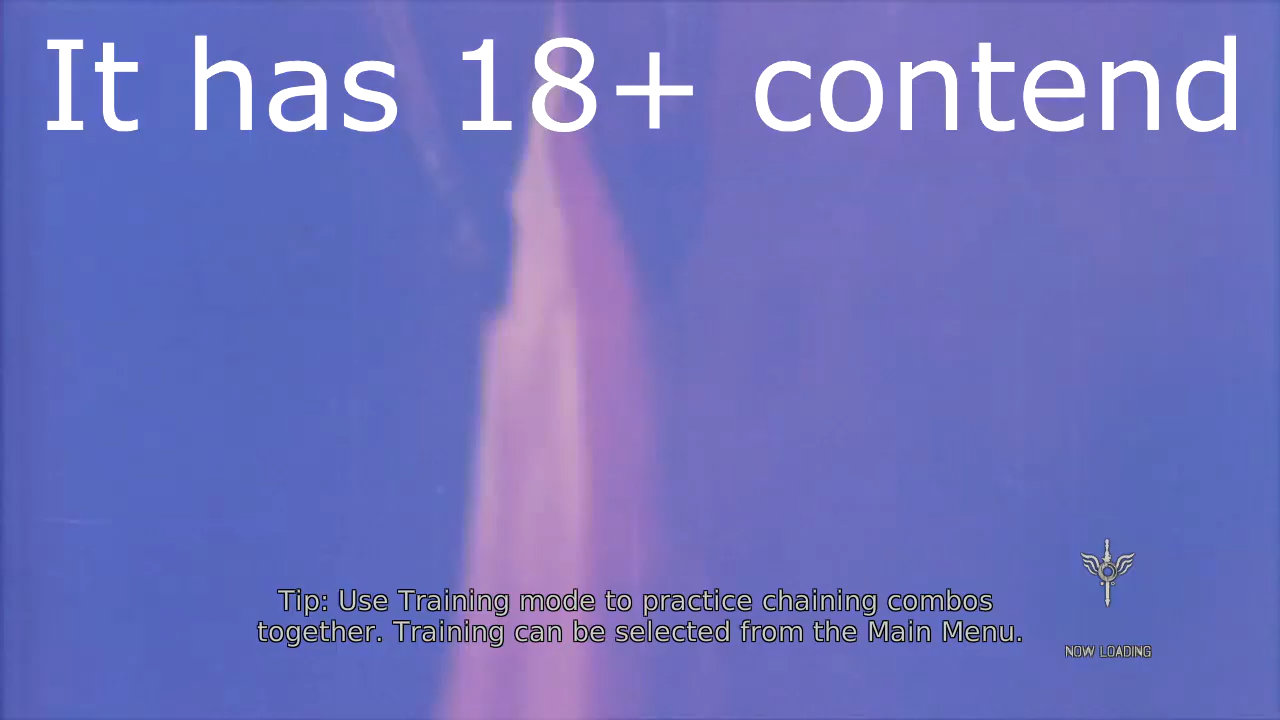 It has 18+ contend
Tip: Use Training mode to practice chaining combos
together. Training can be selected from the Main Menu.
NOW LOADING